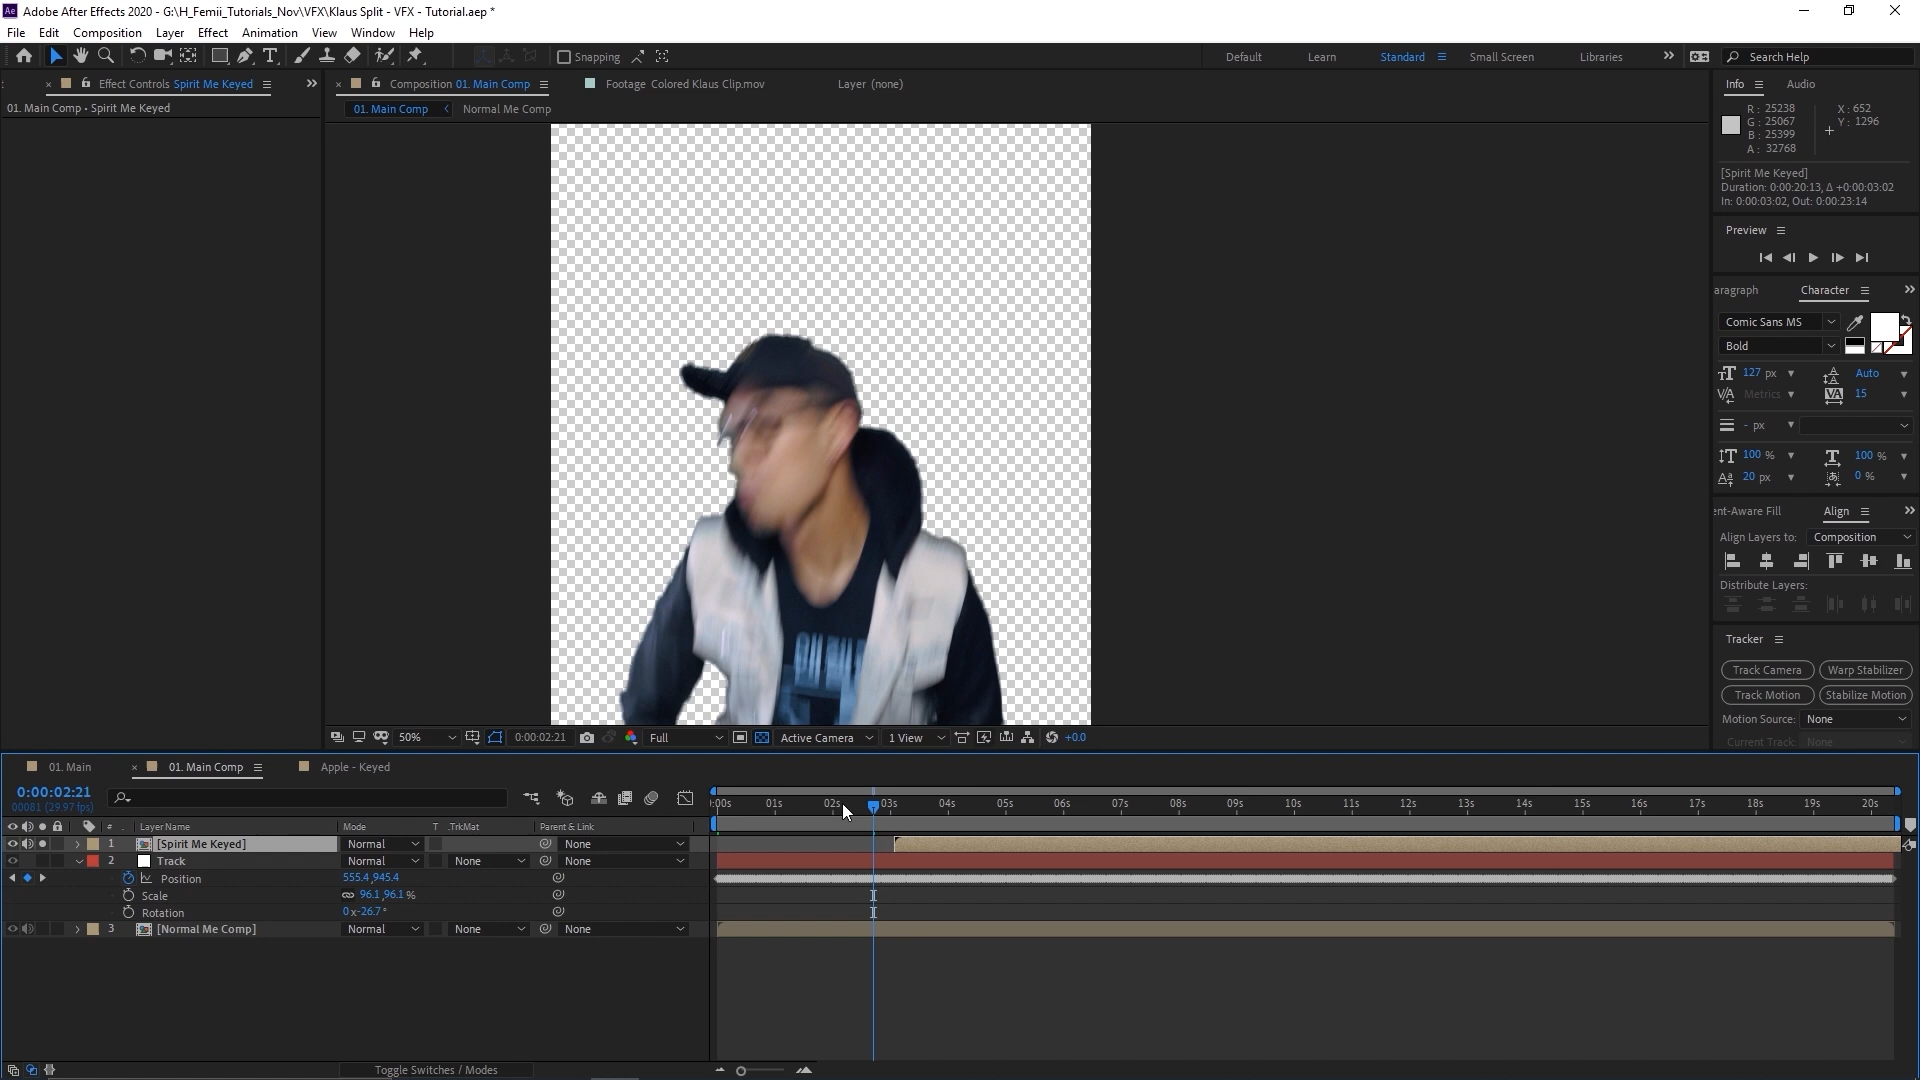 Adobe After Effects 2020 - G:\H_Femii_Tutorials_Nov\VFX\Klaus Split - VFX - Tutorial.aep *
File Edit Composition Layer Effect Animation View Window Help
Snapping Default Learn Standard Small Screen Libraries Search Help
Effect Controls Spirit Me Keyed Composition 01. Main Comp Footage Colored Klaus Clip.mov Layer (none) Info Audio
01. Main Comp • Spirit Me Keyed 01. Main Comp Normal Me Comp
R : 25238 X : 652
G : 25067 Y : 1296
B : 25399
A : 32768
[Spirit Me Keyed]
Duration: 0:00:20:13, Δ +0:00:03:02
In: 0:00:03:02, Out: 0:00:23:14
Preview
aragraph Character
Comic Sans MS
Bold
127 px Auto
Metrics 15
- px
100 % 100 %
20 px 0 %
ent-Aware Fill Align
Align Layers to: Composition
Distribute Layers:
Tracker
Track Camera Warp Stabilizer
Track Motion Stabilize Motion
Motion Source: None
Current Track: None
50% 0:00:02:21 Full Active Camera 1 View +0.0
01. Main 01. Main Comp Apple - Keyed
0:00:02:21
00081 (29.97 fps)
:00s 01s 02s 03s 04s 05s 06s 07s 08s 09s 10s 11s 12s 13s 14s 15s 16s 17s 18s 19s 20s
# Layer Name Mode T .TrkMat Parent & Link
1 [Spirit Me Keyed] Normal None
2 Track Normal None None
Position 555.4,945.4
Scale 96.1,96.1 %
Rotation 0x-26.7°
3 [Normal Me Comp] Normal None None
Toggle Switches / Modes